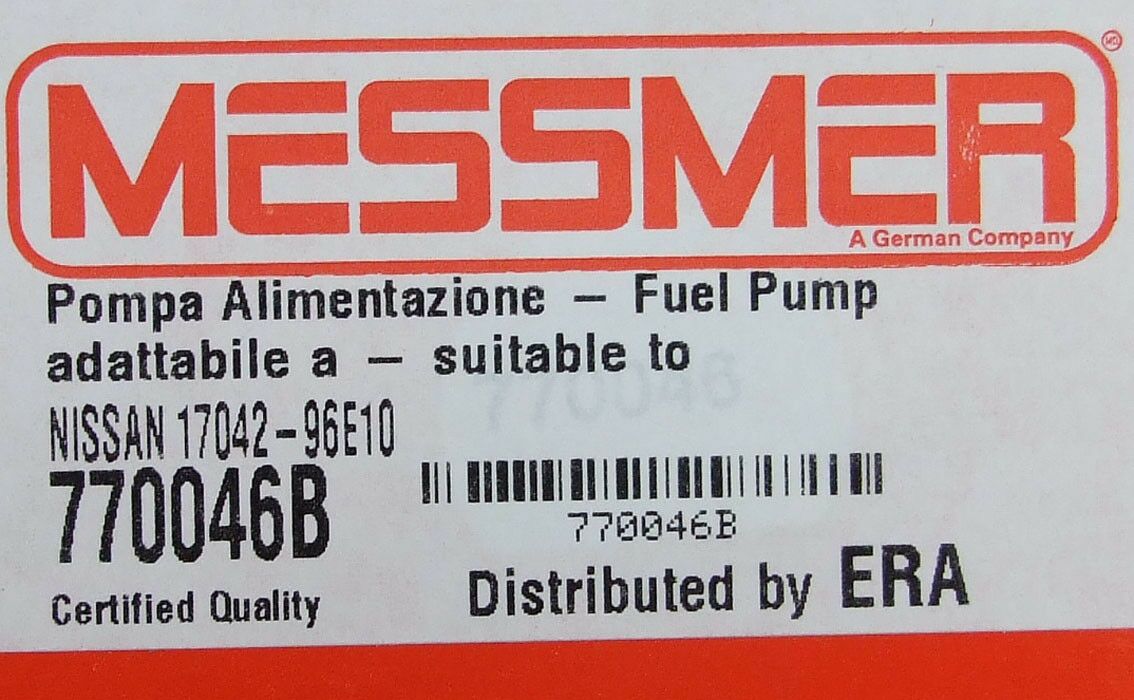 MESSMER
A German Company
Pompa Alimentazione – Fuel Pump
adattabile a – suitable to
NISSAN 17042-96E10
770046B
770046
770046B
Certified Quality
Distributed by ERA